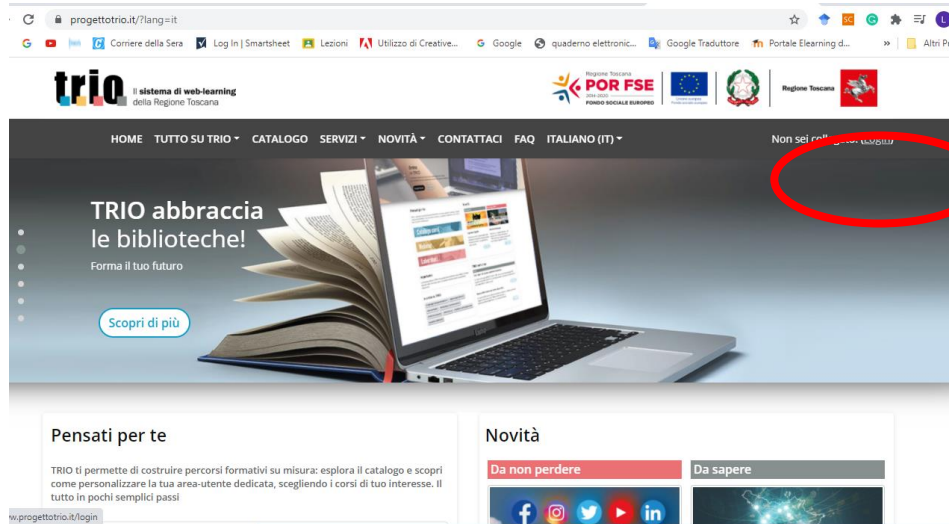 progettotrio.it/?lang=it
Corriere della Sera Log In | Smartsheet Lezioni Utilizzo di Creative... Google quaderno elettronic... Google Traduttore Portale Elearning d... » Altri Pr
trio Il sistema di web-learning
della Regione Toscana
Regione Toscana
POR FSE
2014-2020
FONDO SOCIALE EUROPEO
Regione Toscana
HOME TUTTO SU TRIO CATALOGO SERVIZI NOVITÀ CONTATTACI FAQ ITALIANO (IT) Non sei collegato. (Login)
TRIO abbraccia
le biblioteche!
Forma il tuo futuro
Scopri di più
Pensati per te
TRIO ti permette di costruire percorsi formativi su misura: esplora il catalogo e scopri
come personalizzare la tua area-utente dedicata, scegliendo i corsi di tuo interesse. Il
tutto in pochi semplici passi
Novità
Da non perdere
Da sapere
w.progettotrio.it/login